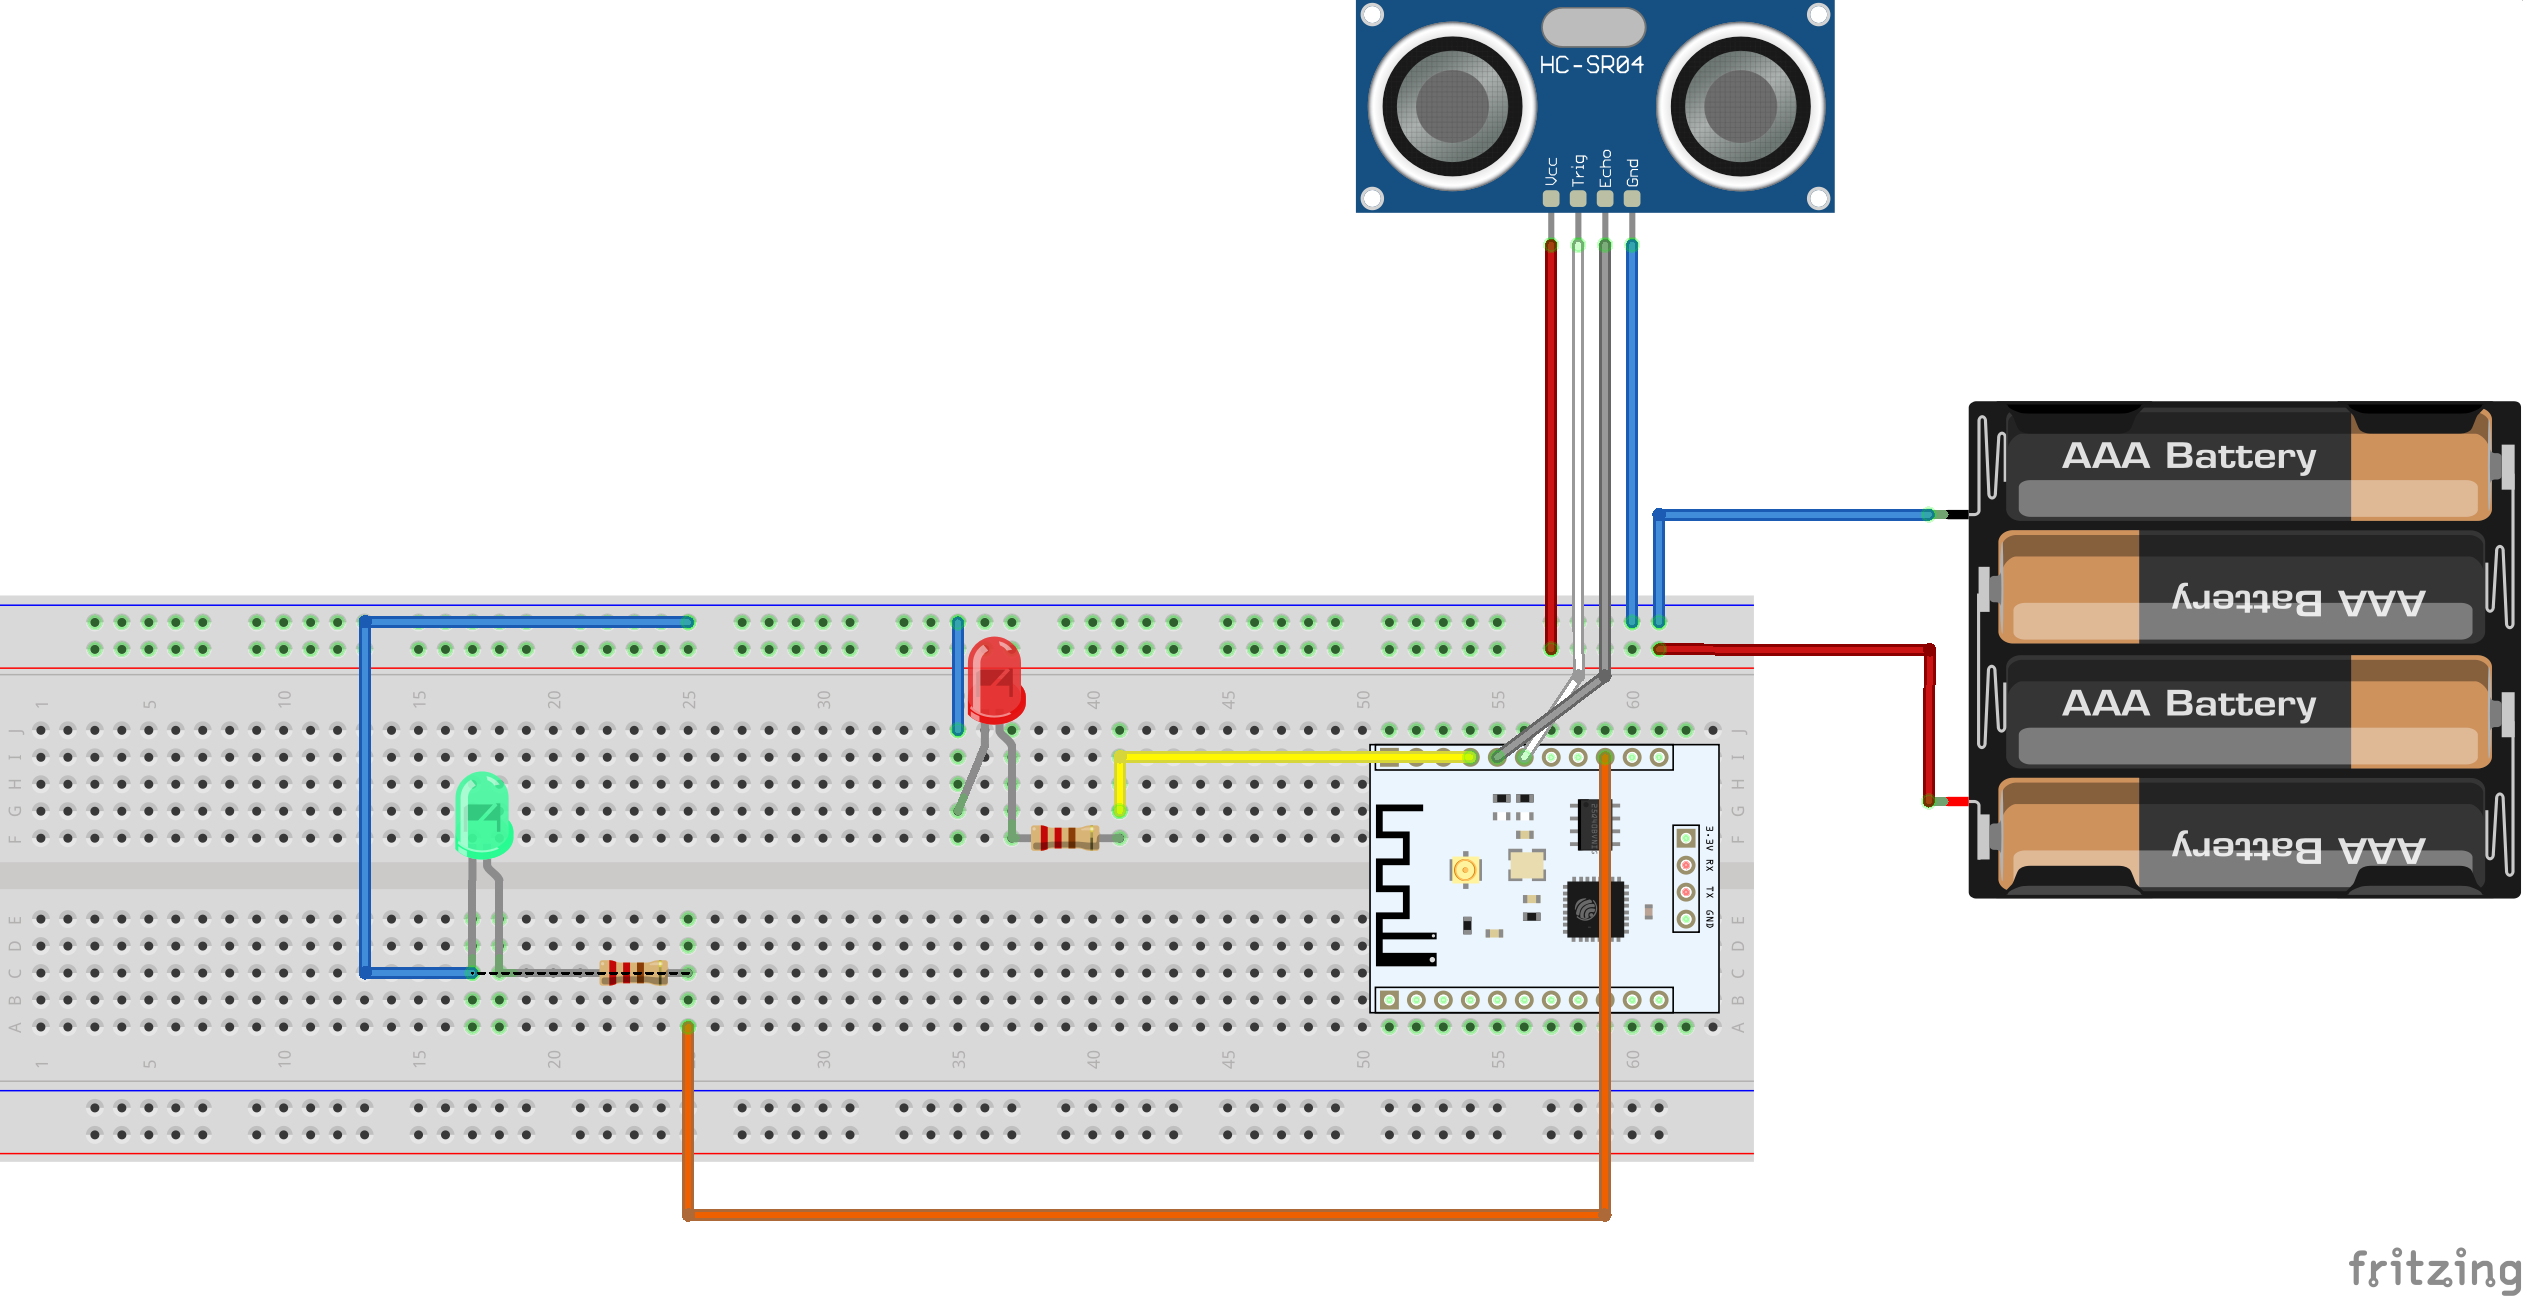 HC-SR04
Vcc
Trig
Echo
Gnd
AAA Battery
AAA Battery
AAA Battery
AAA Battery
1 5 10 15 20 25 30 40 45 50 55 60
J J
I I
H H
G G
F F
3.3V RX TX GND
E E
D D
C C
B B
A A
1 5 10 15 20 30 35 40 45 50 55 60
fritzing